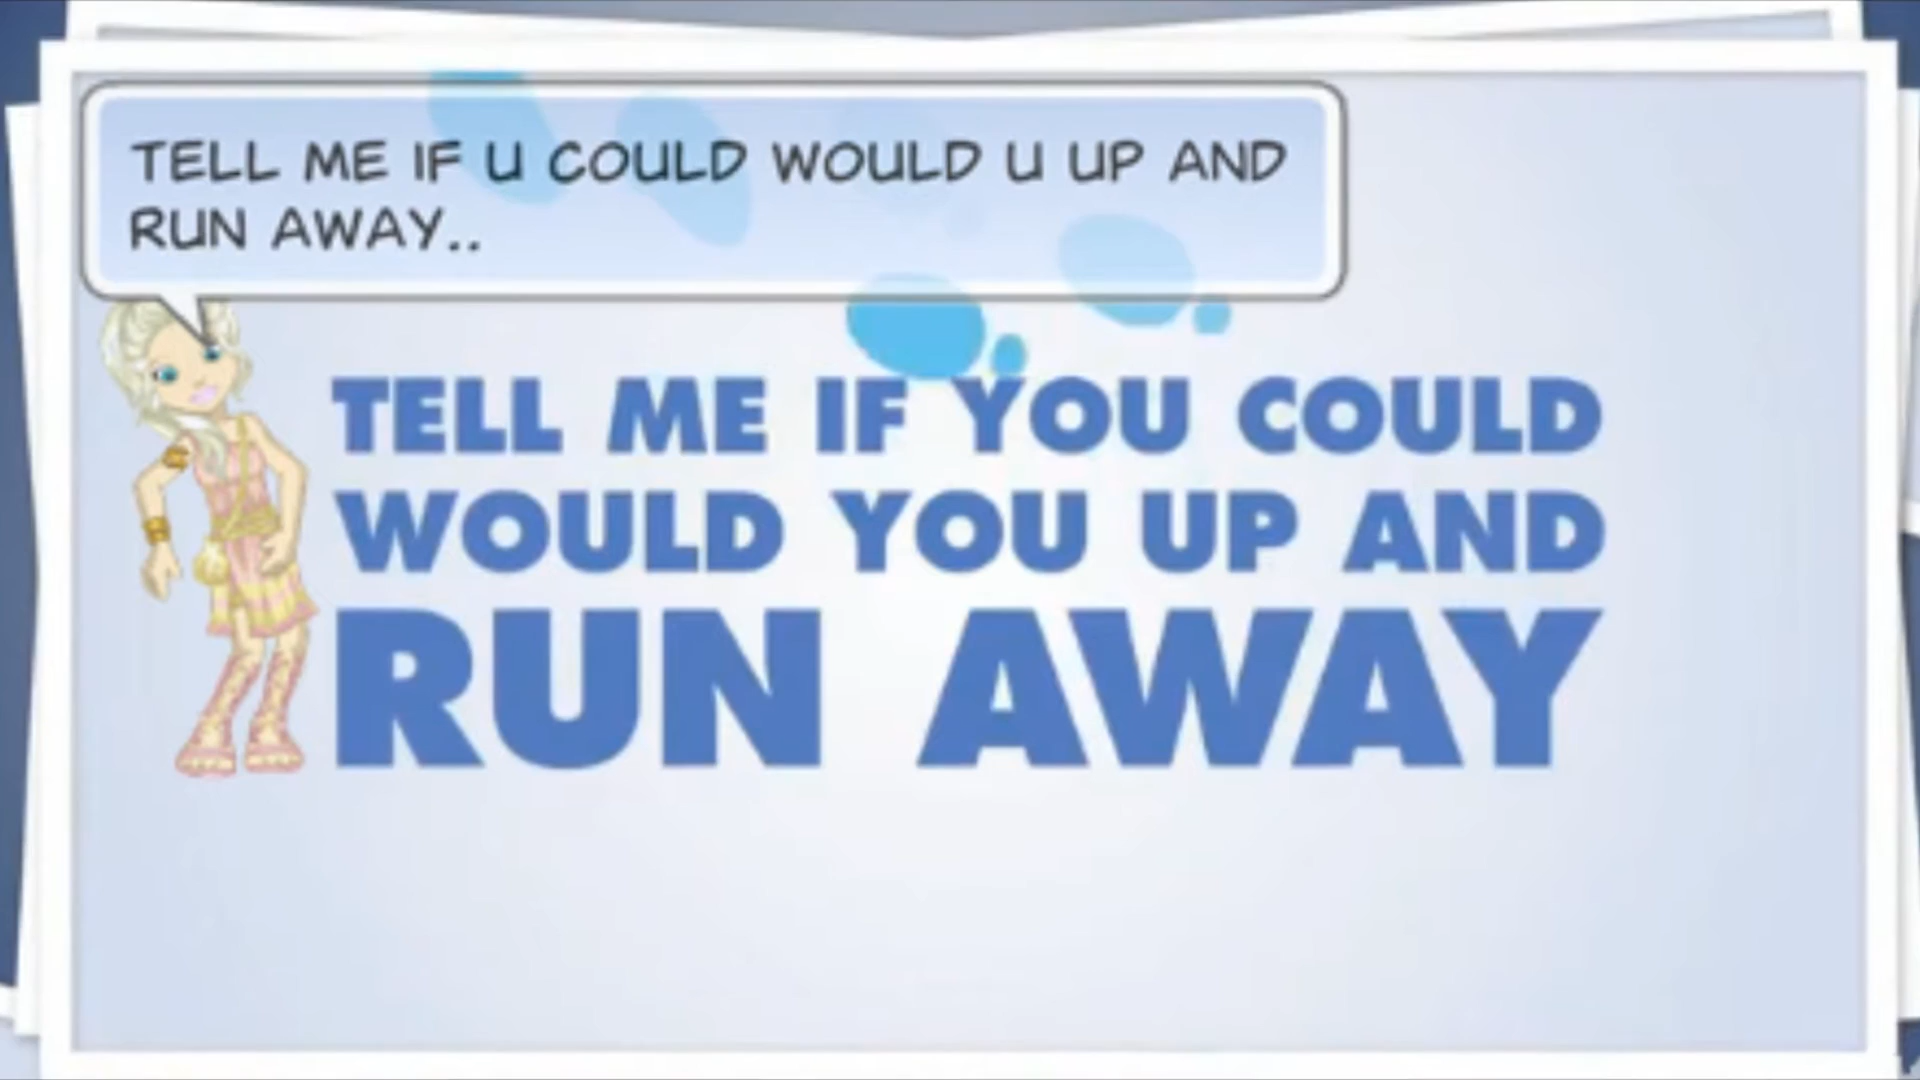 TELL ME IF U COULD WOULD U UP AND
RUN AWAY..
TELL ME IF YOU COULD
WOULD YOU UP AND
RUN AWAY